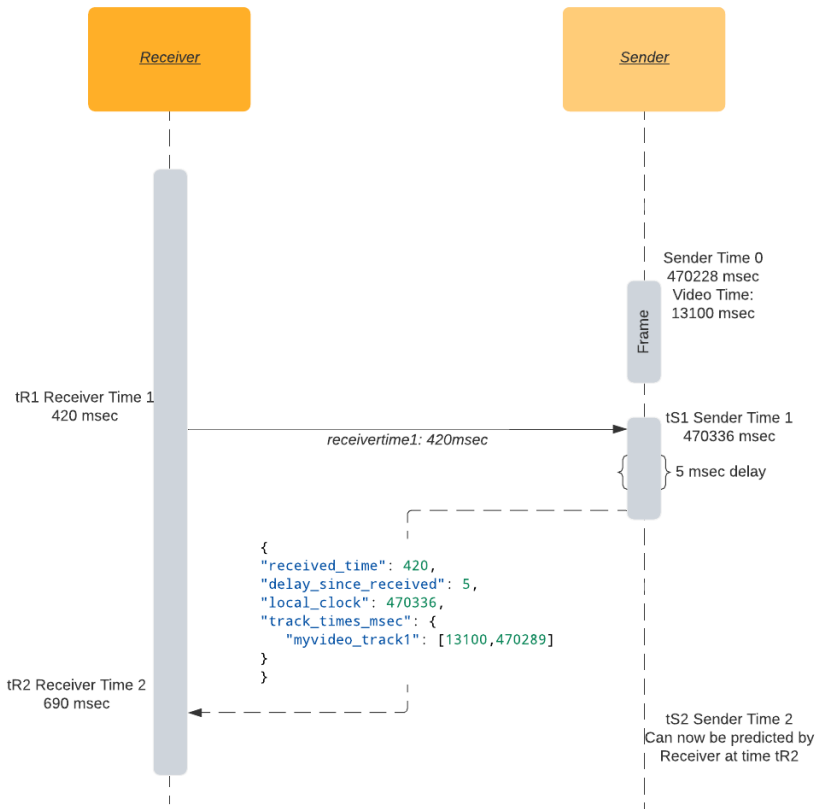 Receiver
Sender
Sender Time 0
470228 msec
Video Time:
13100 msec
Frame
tR1 Receiver Time 1
420 msec
receivertime1: 420msec
tS1 Sender Time 1
470336 msec
5 msec delay
{
"received_time": 420,
"delay_since_received": 5,
"local_clock": 470336,
"track_times_msec": {
"myvideo_track1": [13100,470289]
}
}
tR2 Receiver Time 2
690 msec
tS2 Sender Time 2
Can now be predicted by
Receiver at time tR2